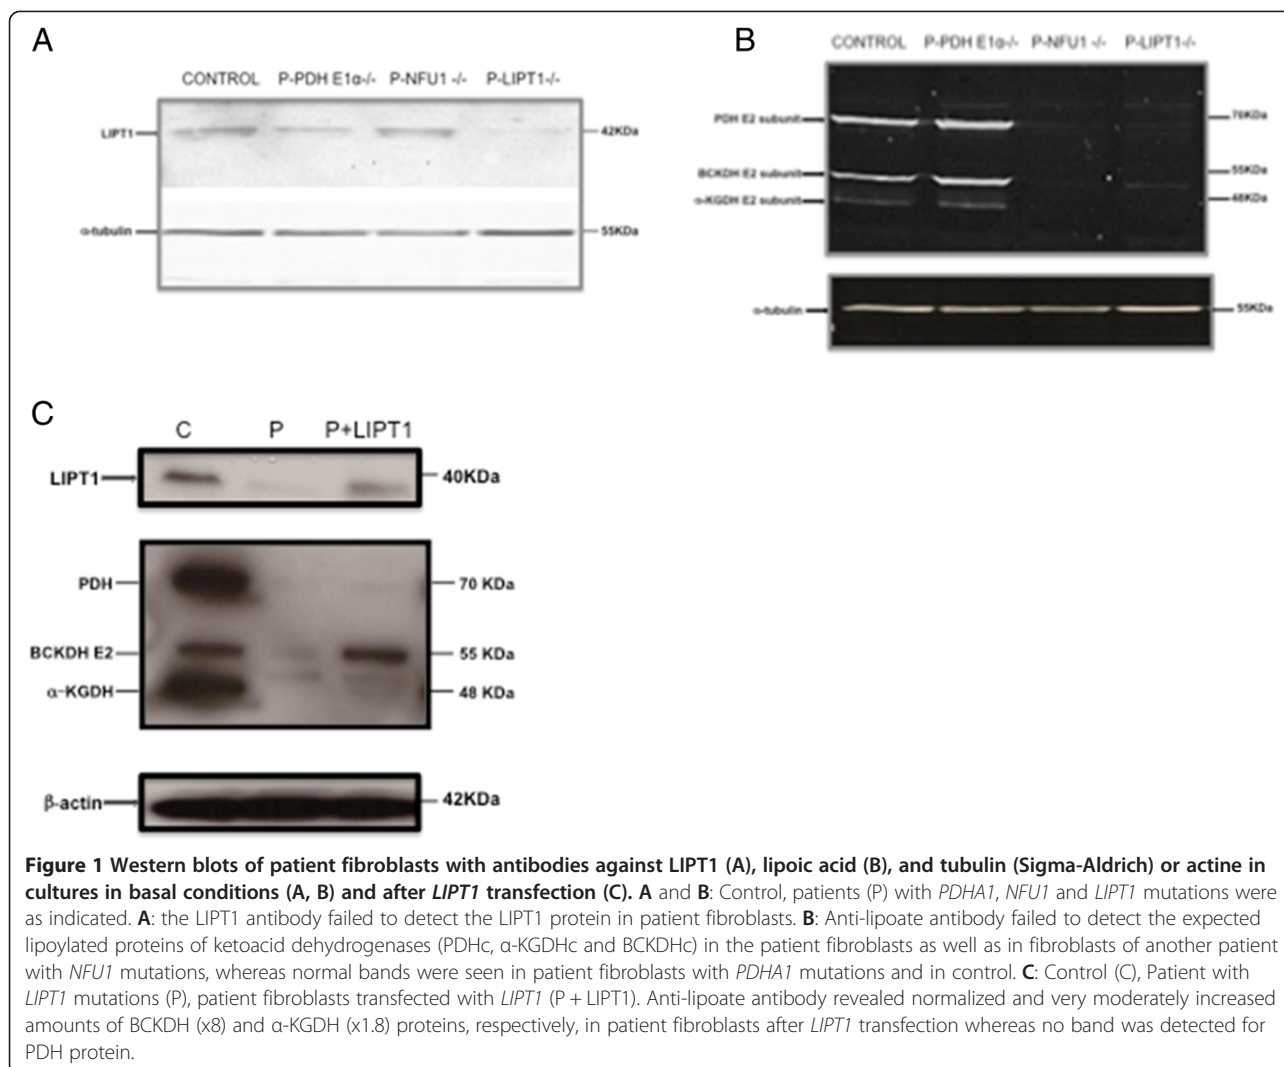 A
CONTROL P-PDH E1α-/- P-NFU1 -/- P-LIPT1-/-
LIPT1 42KDa
α-tubulin 55KDa
B
CONTROL P-PDH E1α-/- P-NFU1 -/- P-LIPT1-/-
PDH E2 subunit 70KDa
BCKDH E2 subunit 55KDa
α-KGDH E2 subunit 48KDa
α-tubulin 55KDa
C
C P P+LIPT1
LIPT1 40KDa
PDH 70 KDa
BCKDH E2 55 KDa
α-KGDH 48 KDa
β-actin 42KDa
Figure 1 Western blots of patient fibroblasts with antibodies against LIPT1 (A), lipoic acid (B), and tubulin (Sigma-Aldrich) or actine in
cultures in basal conditions (A, B) and after LIPT1 transfection (C). A and B: Control, patients (P) with PDHA1, NFU1 and LIPT1 mutations were
as indicated. A: the LIPT1 antibody failed to detect the LIPT1 protein in patient fibroblasts. B: Anti-lipoate antibody failed to detect the expected
lipoylated proteins of ketoacid dehydrogenases (PDHc, α-KGDHc and BCKDHc) in the patient fibroblasts as well as in fibroblasts of another patient
with NFU1 mutations, whereas normal bands were seen in patient fibroblasts with PDHA1 mutations and in control. C: Control (C), Patient with
LIPT1 mutations (P), patient fibroblasts transfected with LIPT1 (P + LIPT1). Anti-lipoate antibody revealed normalized and very moderately increased
amounts of BCKDH (x8) and α-KGDH (x1.8) proteins, respectively, in patient fibroblasts after LIPT1 transfection whereas no band was detected for
PDH protein.